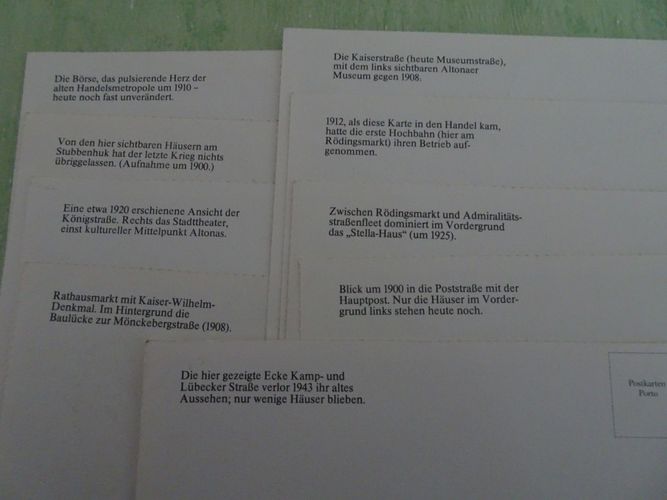 Die Börse, das pulsierende Herz der
alten Handelsmetropole um 1910 –
heute noch fast unverändert.
Von den hier sichtbaren Häusern am
Stubbenhuk hat der letzte Krieg nichts
übriggelassen. (Aufnahme um 1900.)
Eine etwa 1920 erschienene Ansicht der
Königstraße. Rechts das Stadttheater,
einst kultureller Mittelpunkt Altonas.
Rathausmarkt mit Kaiser-Wilhelm-
Denkmal. Im Hintergrund die
Baulücke zur Mönckebergstraße (1908).
Die Kaiserstraße (heute Museumstraße),
mit dem links sichtbaren Altonaer
Museum gegen 1908.
1912, als diese Karte in den Handel kam,
hatte die erste Hochbahn (hier am
Rödingsmarkt) ihren Betrieb auf-
genommen.
Zwischen Rödingsmarkt und Admiralitäts-
straßenfleet dominiert im Vordergrund
das „Stella-Haus“ (um 1925).
Blick um 1900 in die Poststraße mit der
Hauptpost. Nur die Häuser im Vorder-
grund links stehen heute noch.
Die hier gezeigte Ecke Kamp- und
Lübecker Straße verlor 1943 ihr altes
Aussehen; nur wenige Häuser blieben.
Postkarten
Porto